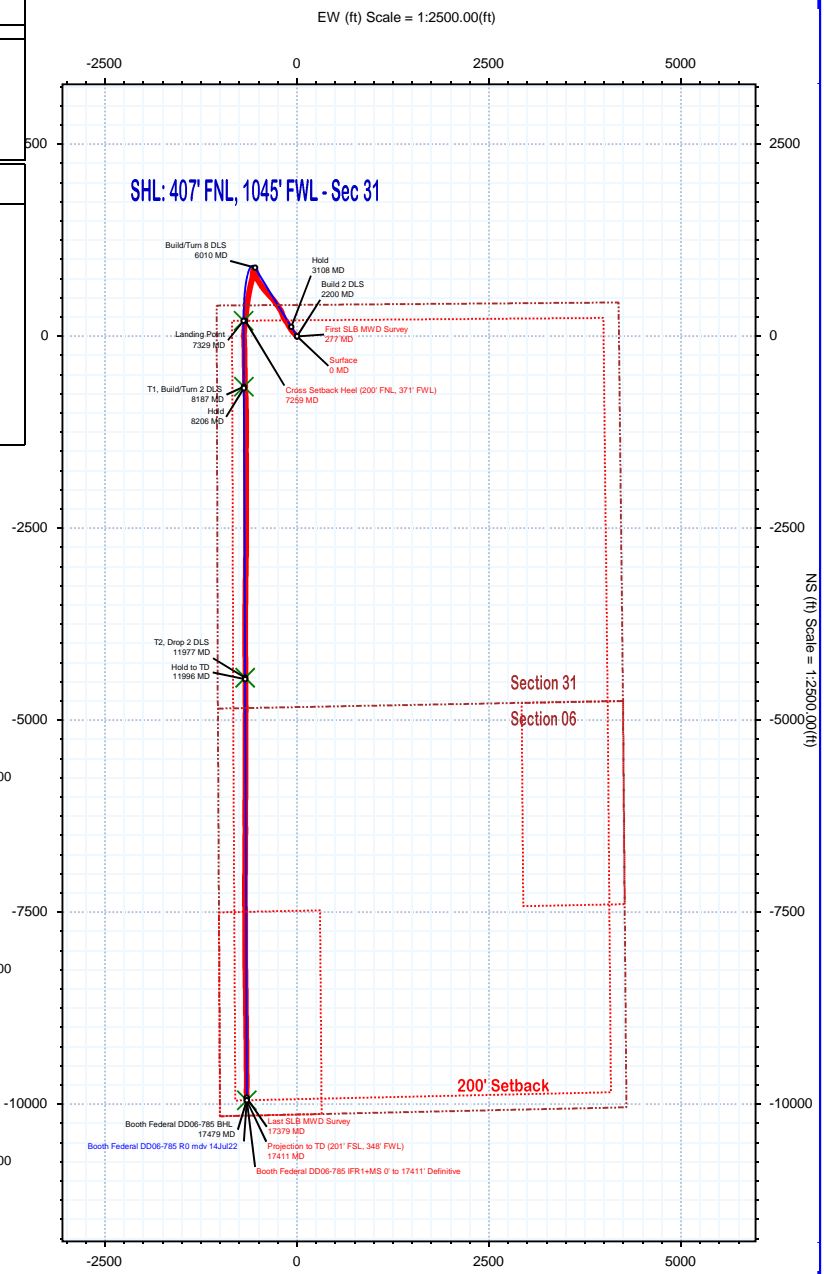 EW (ft) Scale = 1:2500.00(ft)
-2500 0 2500 5000
500
2500
SHL: 407' FNL, 1045' FWL - Sec 31
Build/Turn 8 DLS
6010 MD
Hold
3108 MD
Build 2 DLS
2200 MD
Landing Point
7329 MD
First SLB MWD Survey
277 MD
0
Surface
0 MD
T1, Build/Turn 2 DLS
8187 MD
Cross Setback Heel (200' FNL, 371' FWL)
7259 MD
Hold
8206 MD
-2500
-2500
NS (ft) Scale = 1:2500.00(ft)
T2, Drop 2 DLS
11977 MD
Hold to TD
11996 MD
Section 31
-5000
Section 06
-5000
00
-7500
-7500
00
200' Setback
-10000
-10000
Booth Federal DD06-785 BHL
17479 MD
Last SLB MWD Survey
17379 MD
Booth Federal DD06-785 R0 mdv 14Jul22
Projection to TD (201' FSL, 348' FWL)
17411 MD
00
Booth Federal DD06-785 IFR1+MS 0' to 17411' Definitive
-2500 0 2500 5000